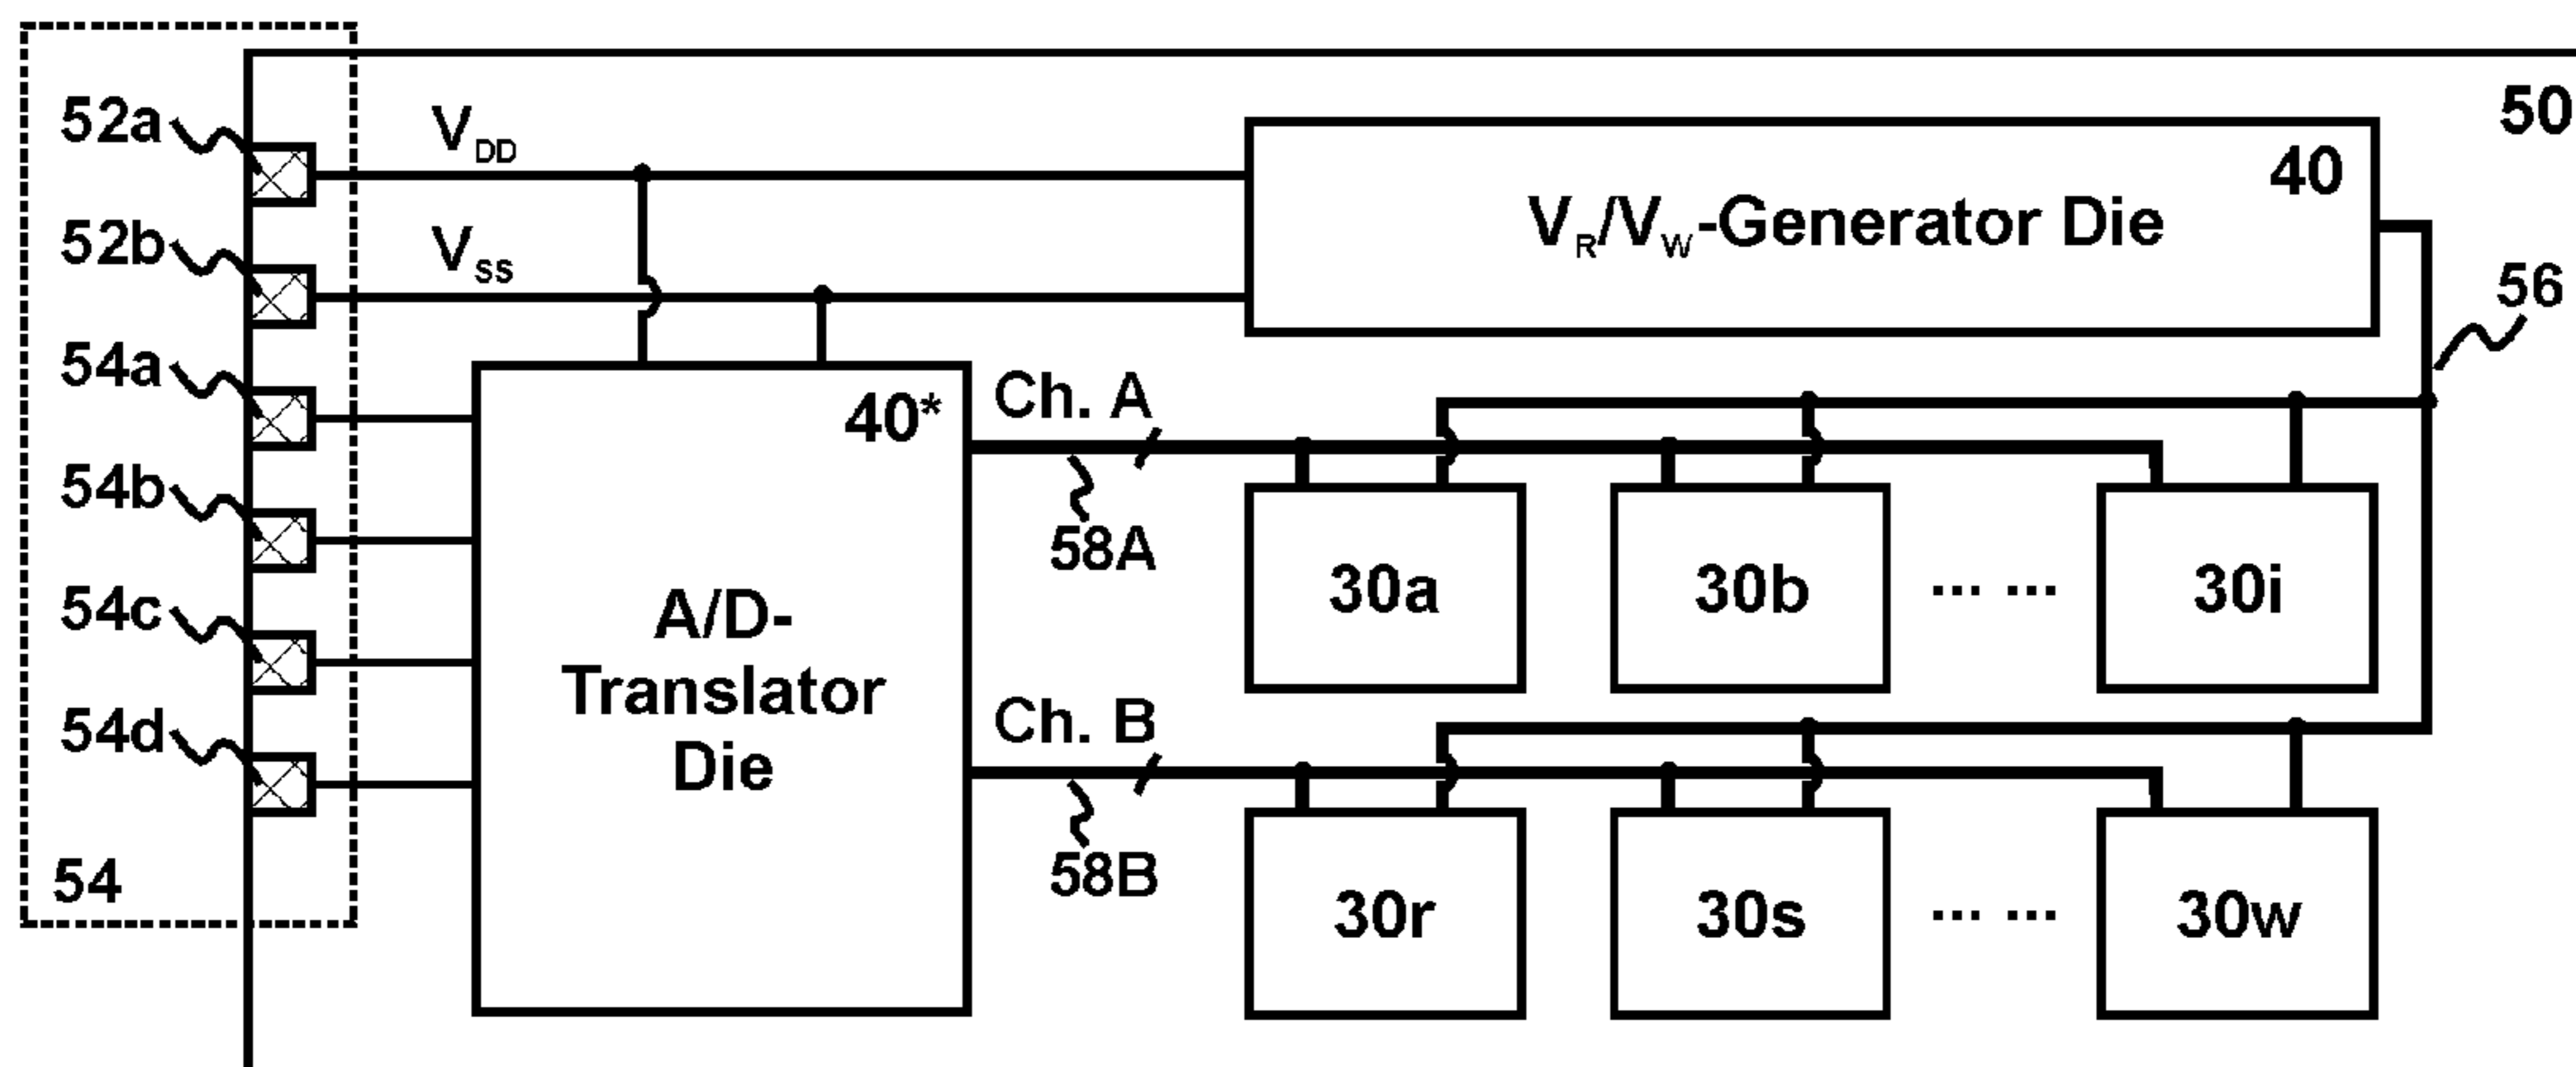 50
52a
V_DD
40
V_R/V_W-Generator Die
52b
V_SS
56
54a
Ch. A
40*
54b
58A
54c
A/D-
Translator
Die
30a
30b
... ...
30i
54d
Ch. B
58B
54
30r
30s
... ...
30w